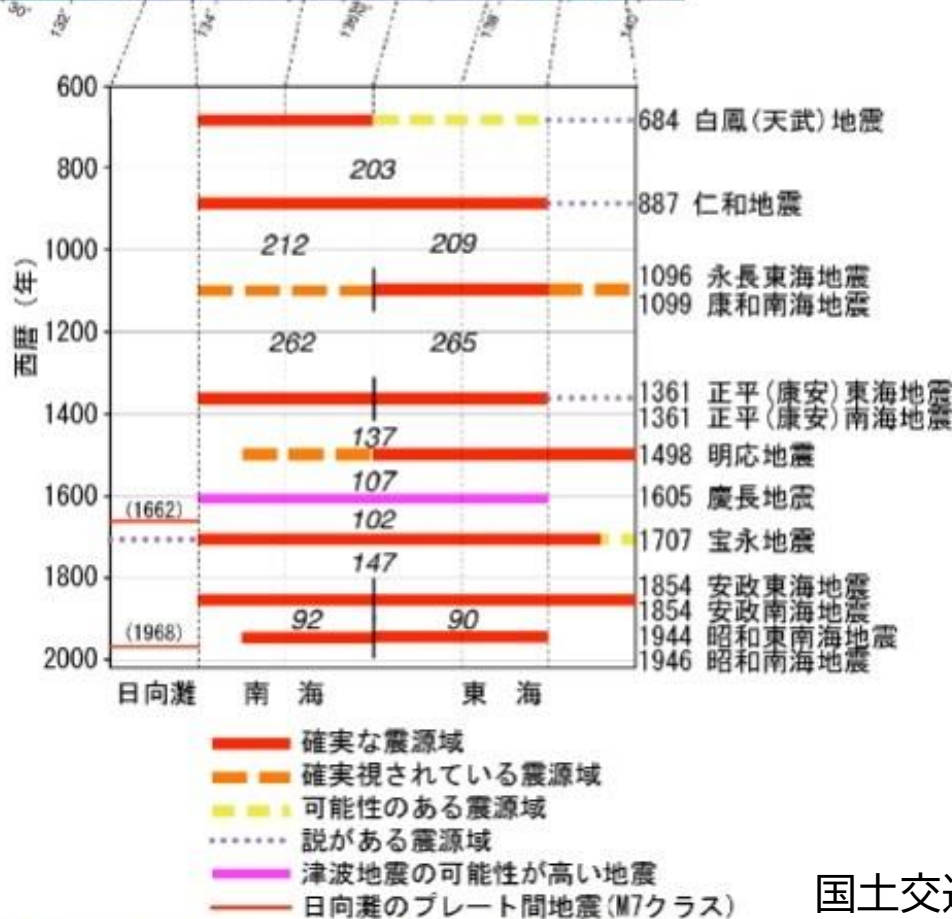 132°
134°
136°
138°
140°
西暦（年）
600
684 白鳳(天武)地震
800
203
887 仁和地震
1000
212
209
1096 永長東海地震
1099 康和南海地震
1200
262
265
1361 正平(康安)東海地震
1361 正平(康安)南海地震
1400
137
1498 明応地震
107
1600
1605 慶長地震
(1662)
102
1707 宝永地震
147
1800
1854 安政東海地震
1854 安政南海地震
92
90
(1968)
1944 昭和東南海地震
1946 昭和南海地震
2000
日向灘
南 海
東 海
確実な震源域
確実視されている震源域
可能性のある震源域
説がある震源域
津波地震の可能性が高い地震
日向灘のプレート間地震(M7クラス)
国土交